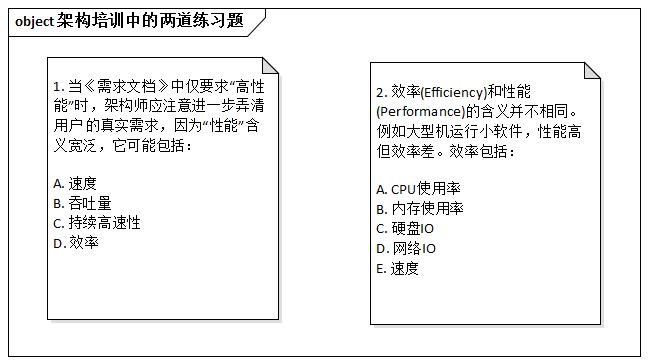 object 架构培训中的两道练习题
1. 当《需求文档》中仅要求“高性
能”时，架构师应注意进一步弄清
用户的真实需求，因为“性能”含
义宽泛，它可能包括：
A. 速度
B. 吞吐量
C. 持续高速性
D. 效率
2. 效率(Efficiency)和性能
(Performance)的含义并不相同。
例如大型机运行小软件，性能高
但效率差。效率包括：
A. CPU使用率
B. 内存使用率
C. 硬盘IO
D. 网络IO
E. 速度